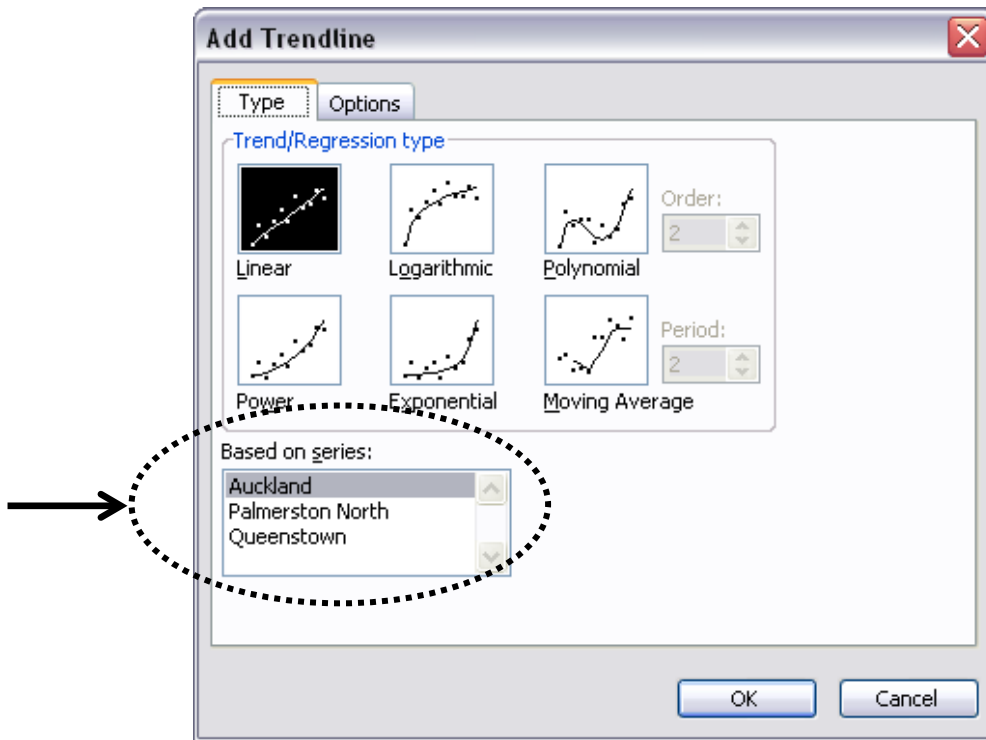 Add Trendline
Type Options
Trend/Regression type
Linear Logarithmic Polynomial
Order:
2
Power Exponential Moving Average
Period:
2
Based on series:
Auckland
Palmerston North
Queenstown
OK Cancel